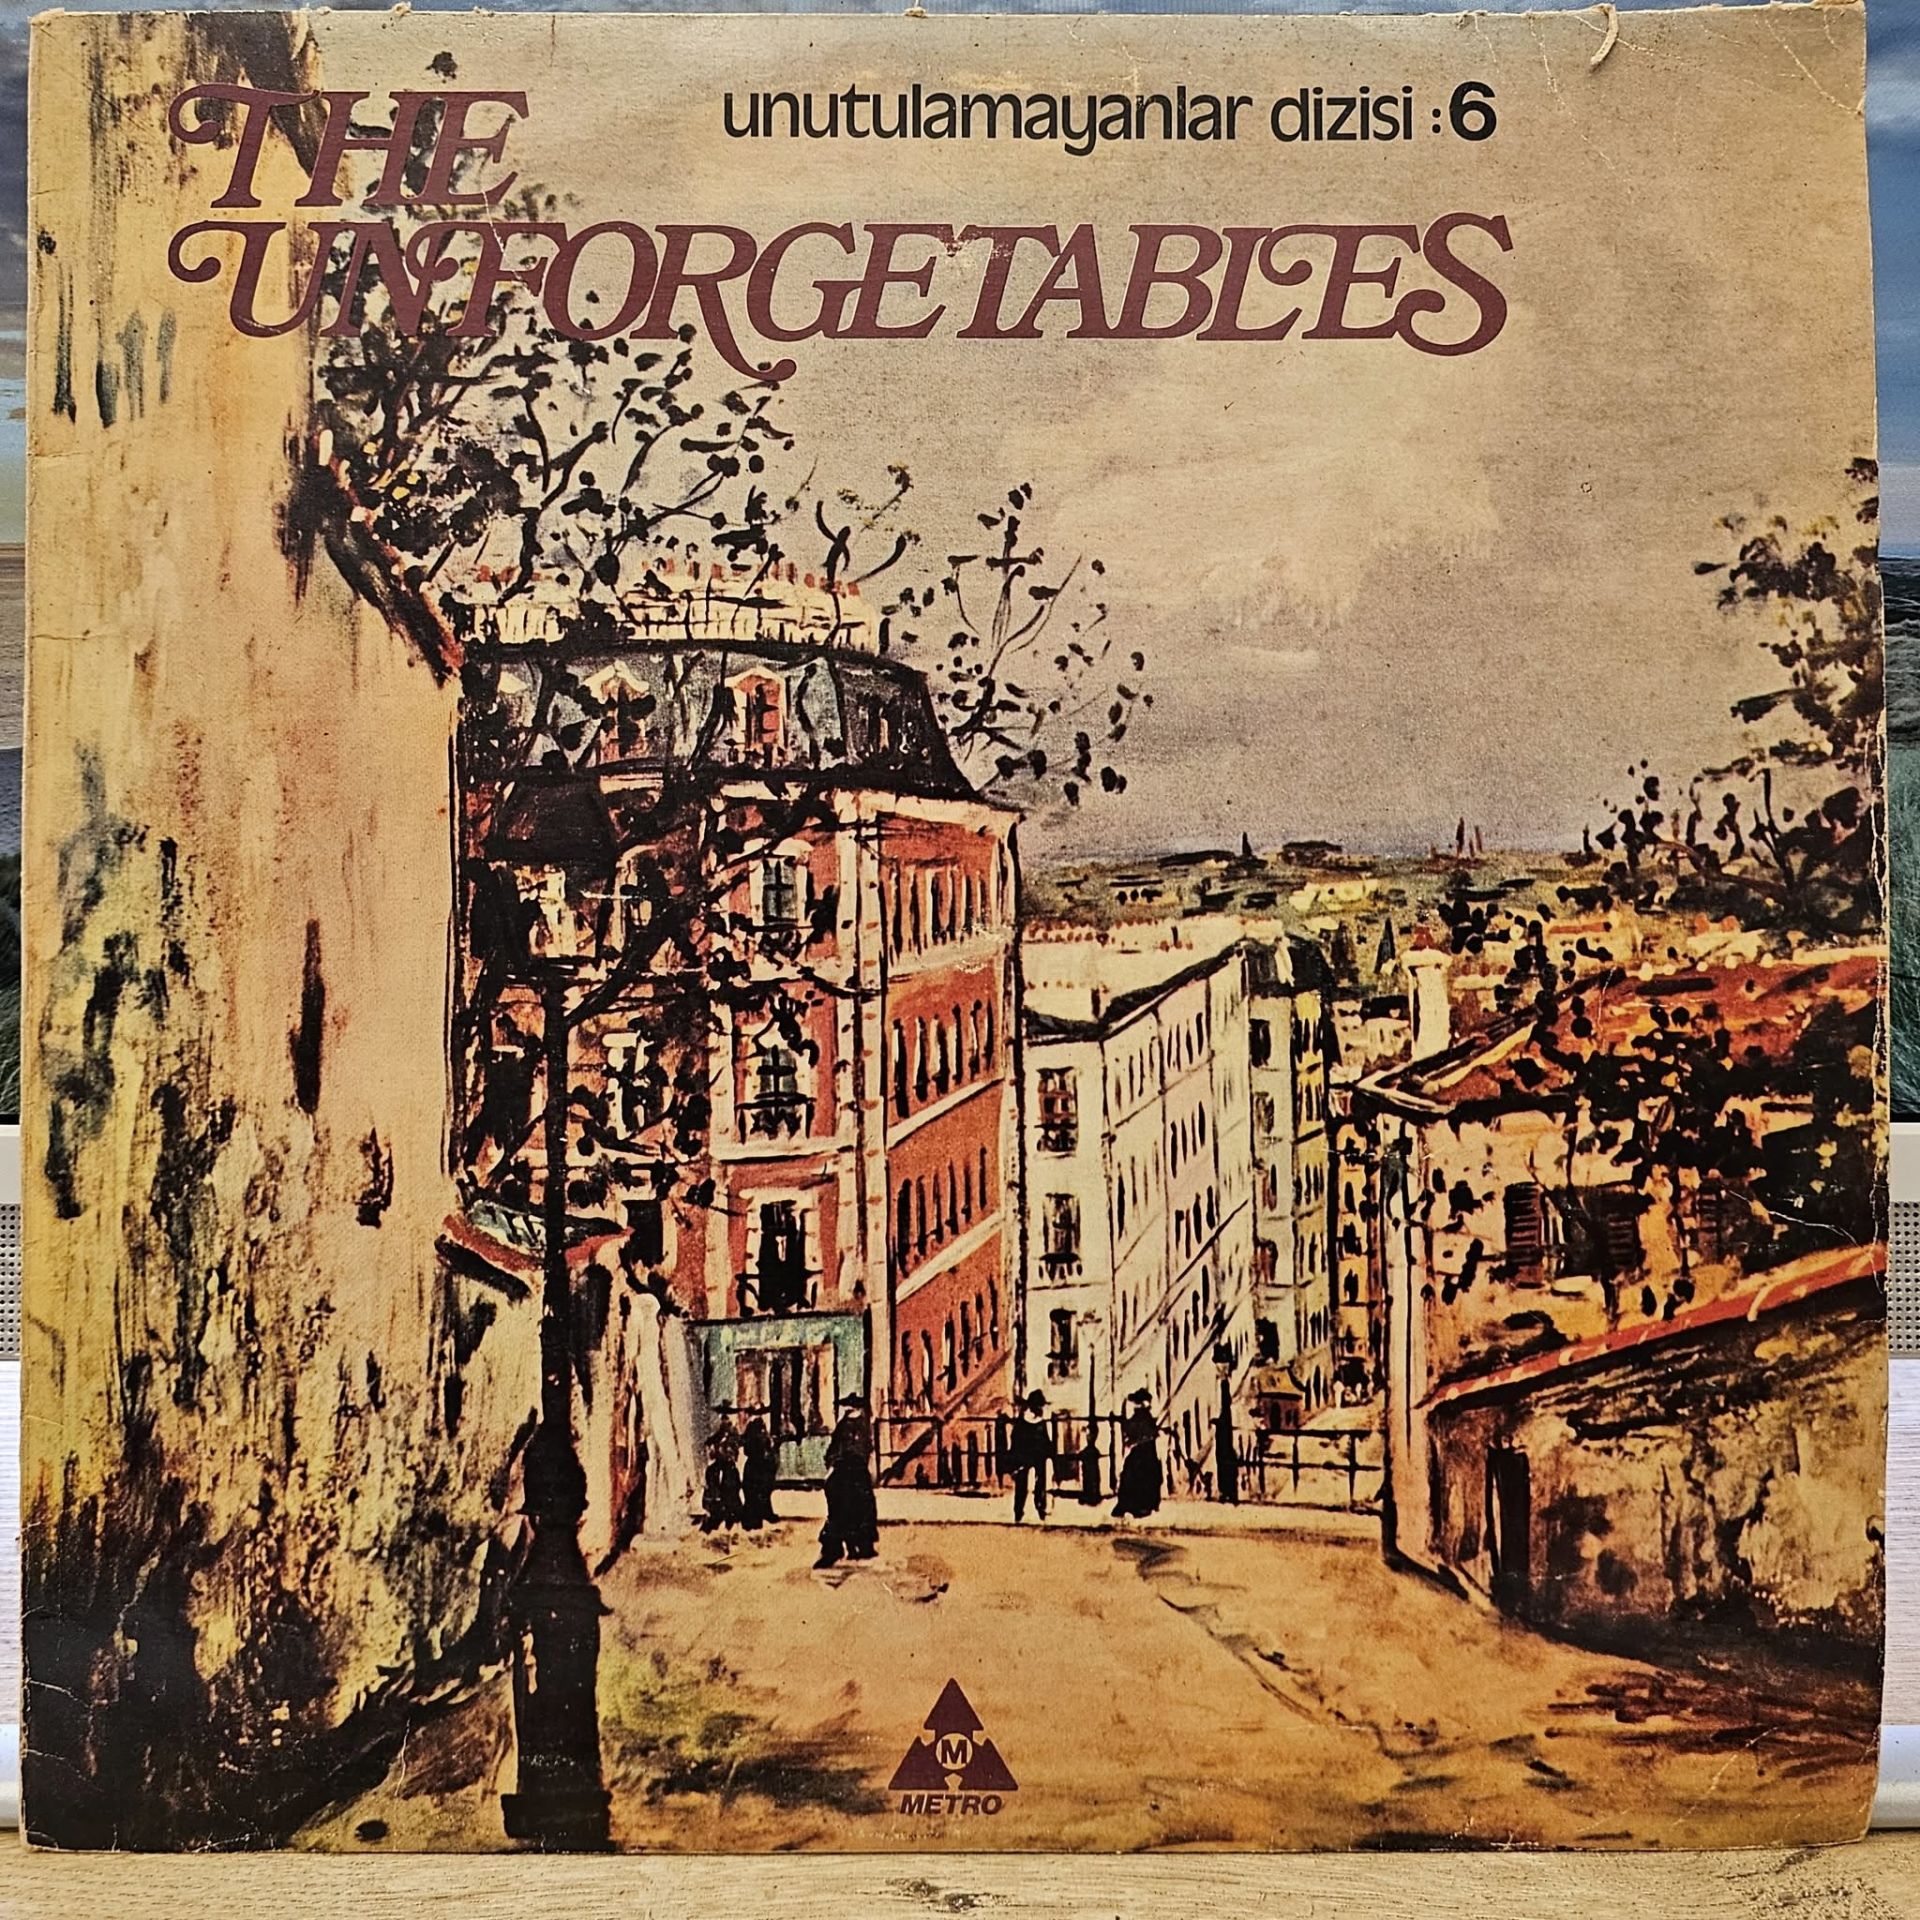 THE
unutulamayanlar dizisi :6
UNFORGETABLES
M
METRO